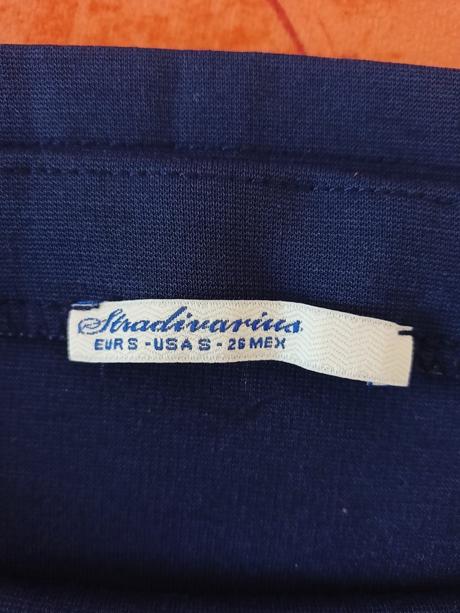 Stradivarius
EUR S - USA S - 26 MEX